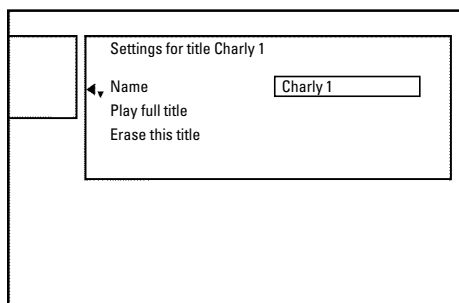 Settings for title Charly 1
Name Charly 1
Play full title
Erase this title